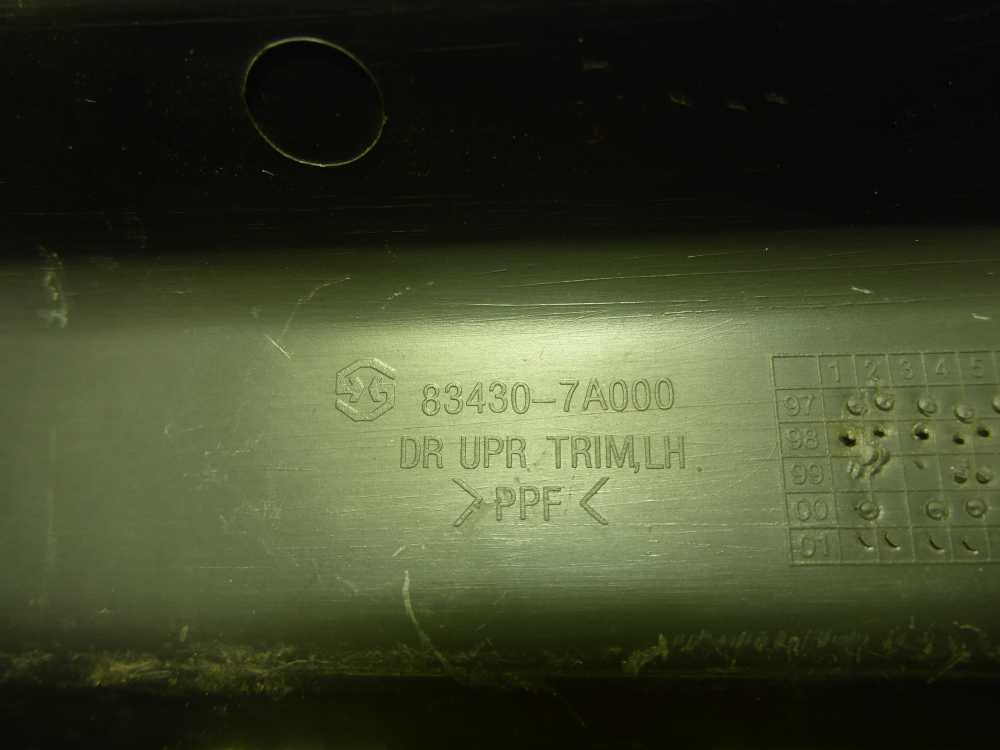 83430-7A000
DR UPR TRIM,LH.
>PPF<
1 2 3 4 5
97
98
99
00
01